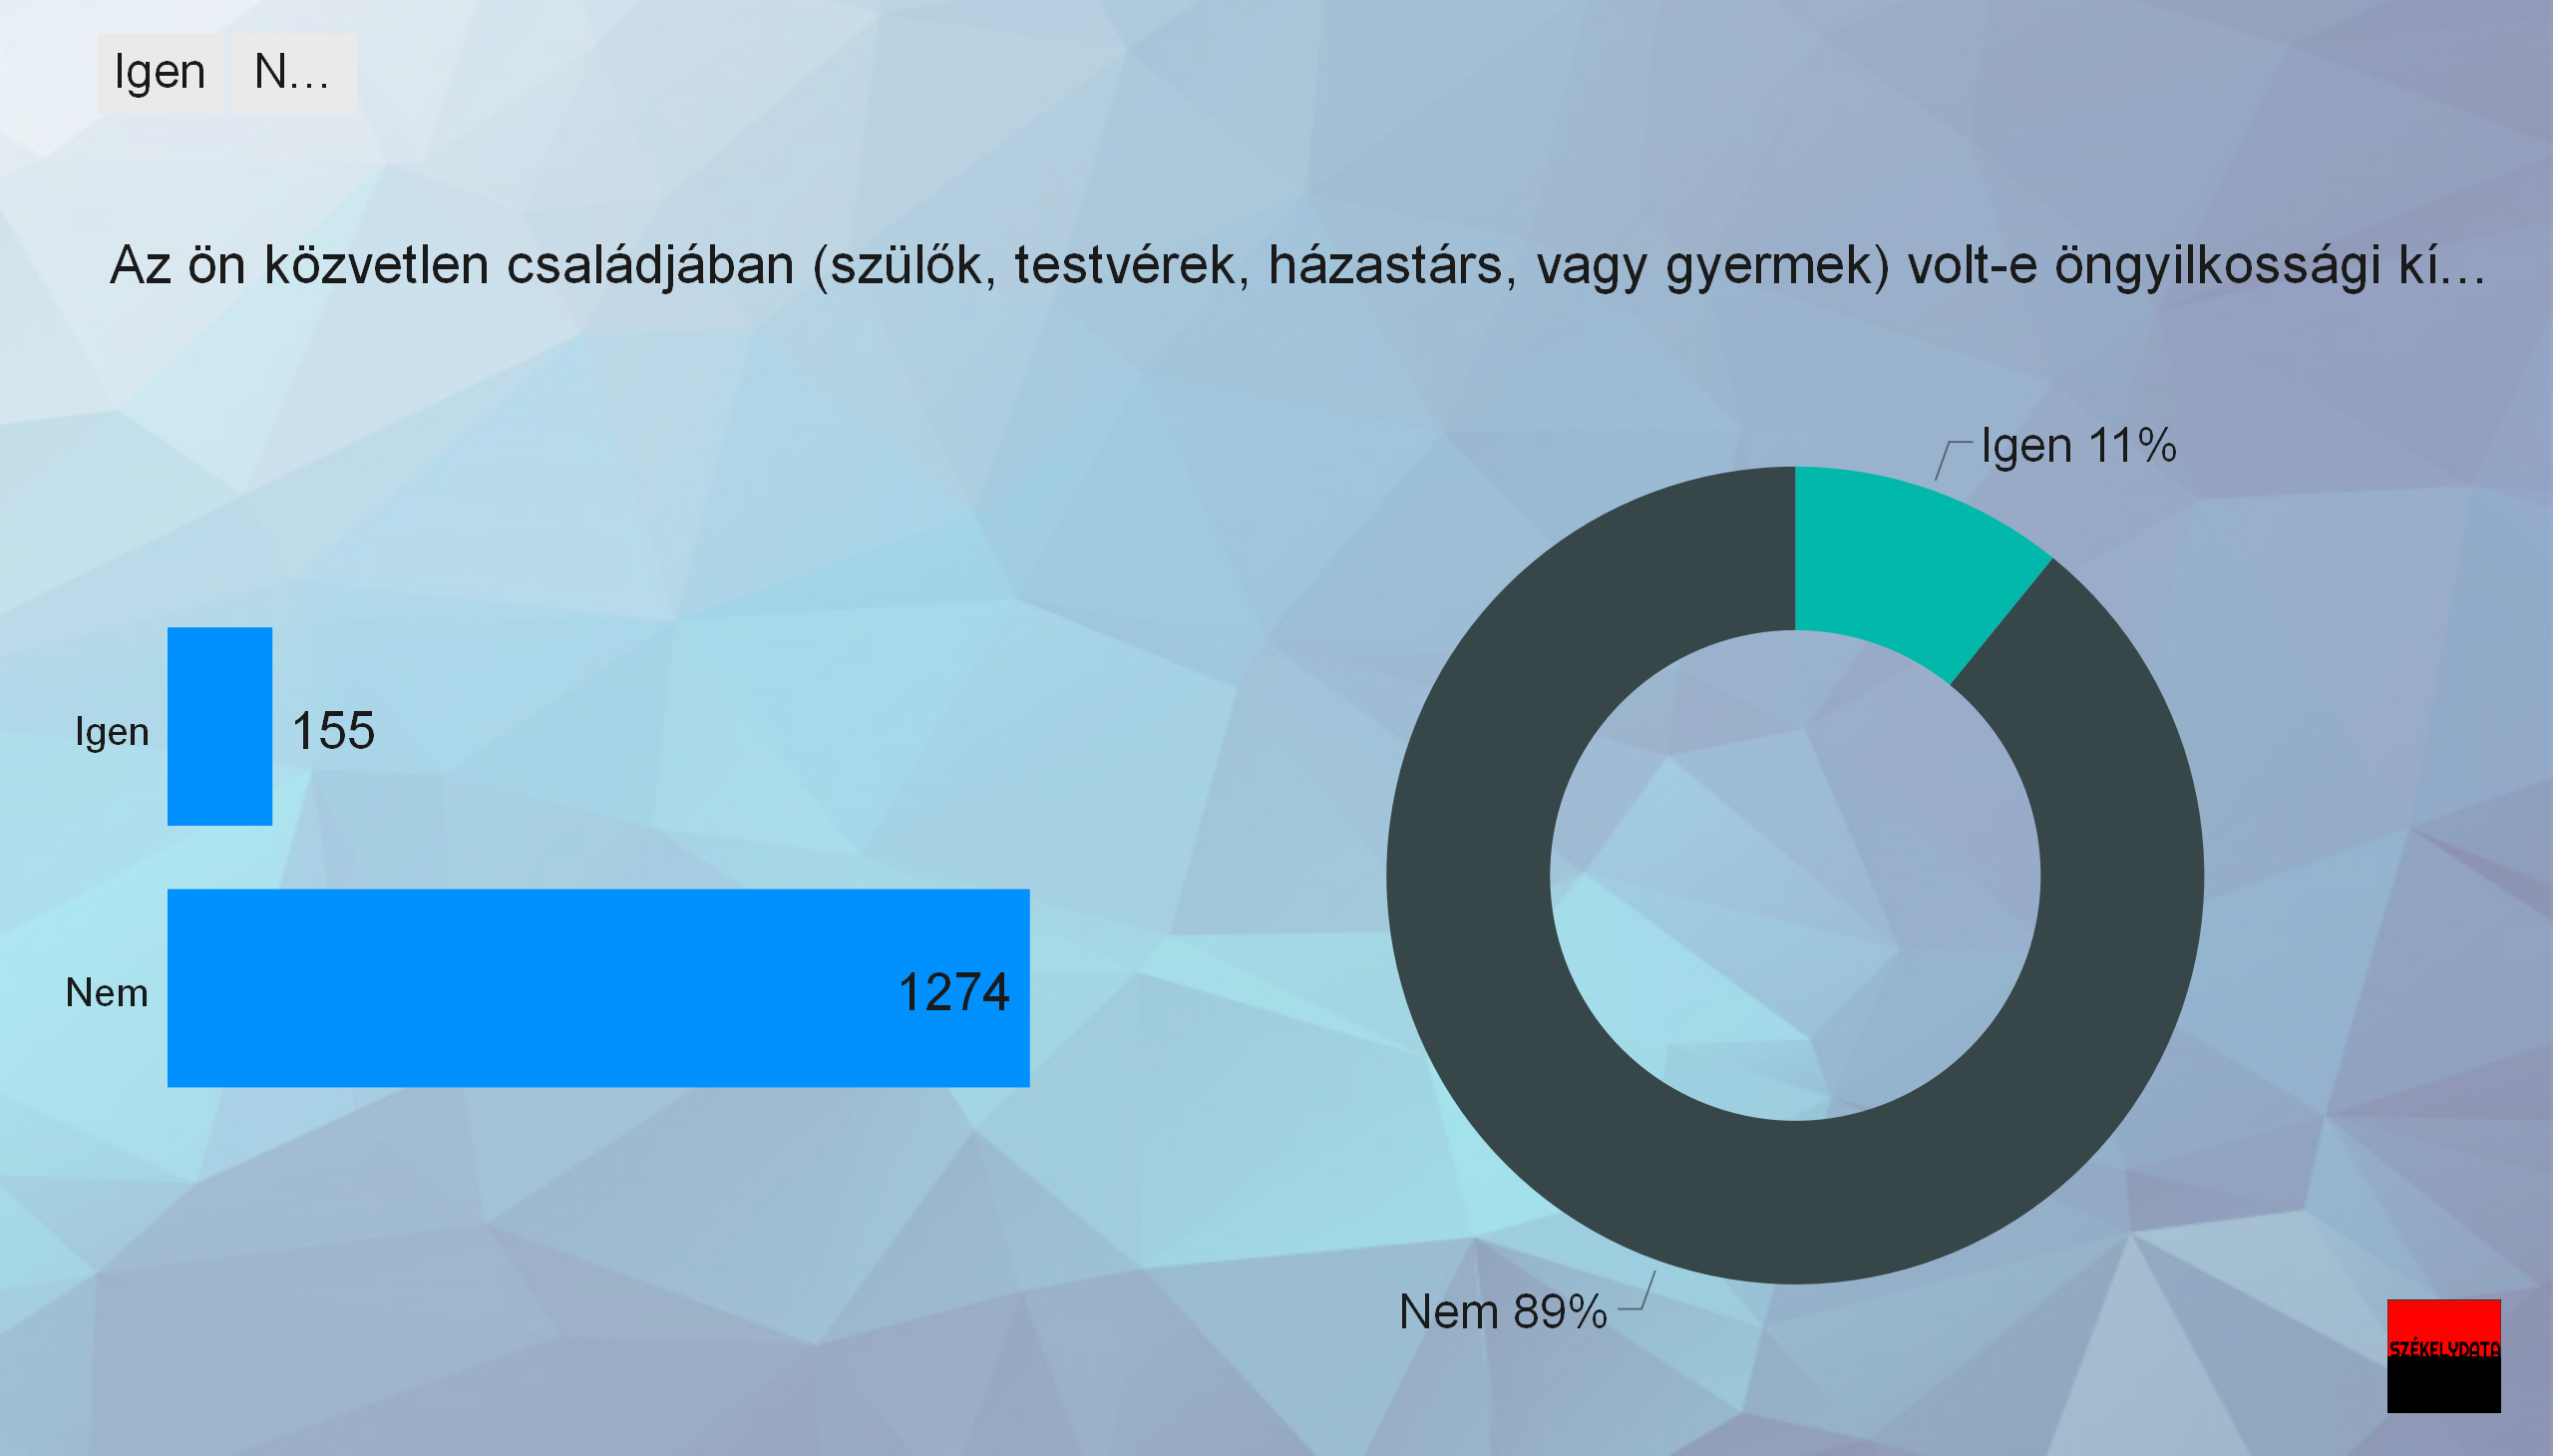 Igen N...
Az ön közvetlen családjában (szülők, testvérek, házastárs, vagy gyermek) volt-e öngyilkossági kí...
Igen 11%
Igen 155
Nem 1274
Nem 89%
SZÉKELYDATA